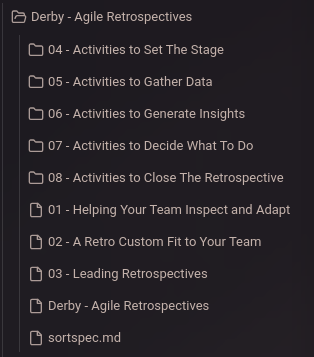 Derby - Agile Retrospectives
04 - Activities to Set The Stage
05 - Activities to Gather Data
06 - Activities to Generate Insights
07 - Activities to Decide What To Do
08 - Activities to Close The Retrospective
01 - Helping Your Team Inspect and Adapt
02 - A Retro Custom Fit to Your Team
03 - Leading Retrospectives
Derby - Agile Retrospectives
sortspec.md